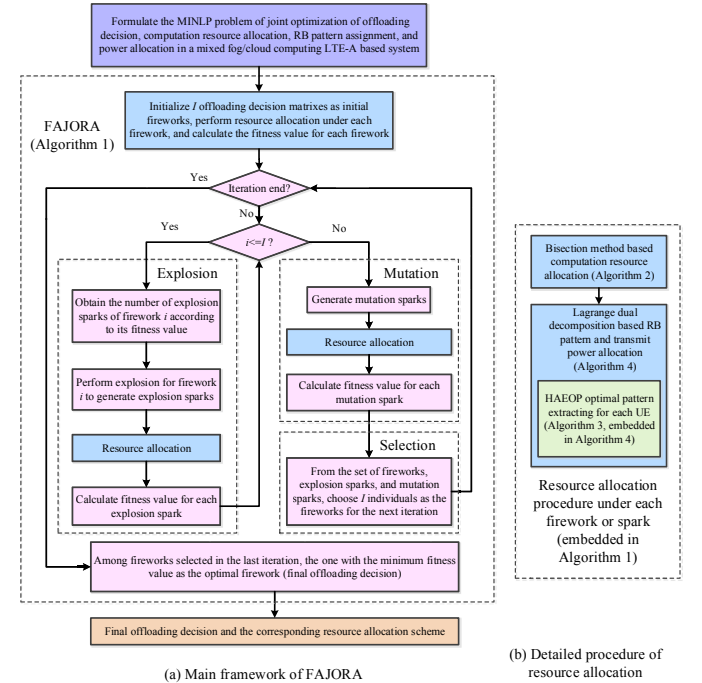 Formulate the MINLP problem of joint optimization of offloading
decision, computation resource allocation, RB pattern assignment, and
power allocation in a mixed fog/cloud computing LTE-A based system
FAJORA
(Algorithm 1)
Initialize I offloading decision matrixes as initial
fireworks, perform resource allocation under each
firework, and calculate the fitness value for each firework
Yes
Iteration end?
No
Yes
i<=I ?
No
Explosion
Obtain the number of explosion
sparks of firework i according
to its fitness value
Perform explosion for firework
i to generate explosion sparks
Resource allocation
Calculate fitness value for each
explosion spark
Mutation
Generate mutation sparks
Resource allocation
Calculate fitness value for each
mutation spark
Selection
From the set of fireworks,
explosion sparks, and mutation
sparks, choose I individuals as the
fireworks for the next iteration
Among fireworks selected in the last iteration, the one with the minimum fitness
value as the optimal firework (final offloading decision)
Final offloading decision and the corresponding resource allocation scheme
(a) Main framework of FAJORA
Bisection method based
computation resource
allocation (Algorithm 2)
Lagrange dual
decomposition based RB
pattern and transmit
power allocation
(Algorithm 4)
HAEOP optimal pattern
extracting for each UE
(Algorithm 3, embedded
in Algorithm 4)
Resource allocation
procedure under each
firework or spark
(embedded in
Algorithm 1)
(b) Detailed procedure of
resource allocation